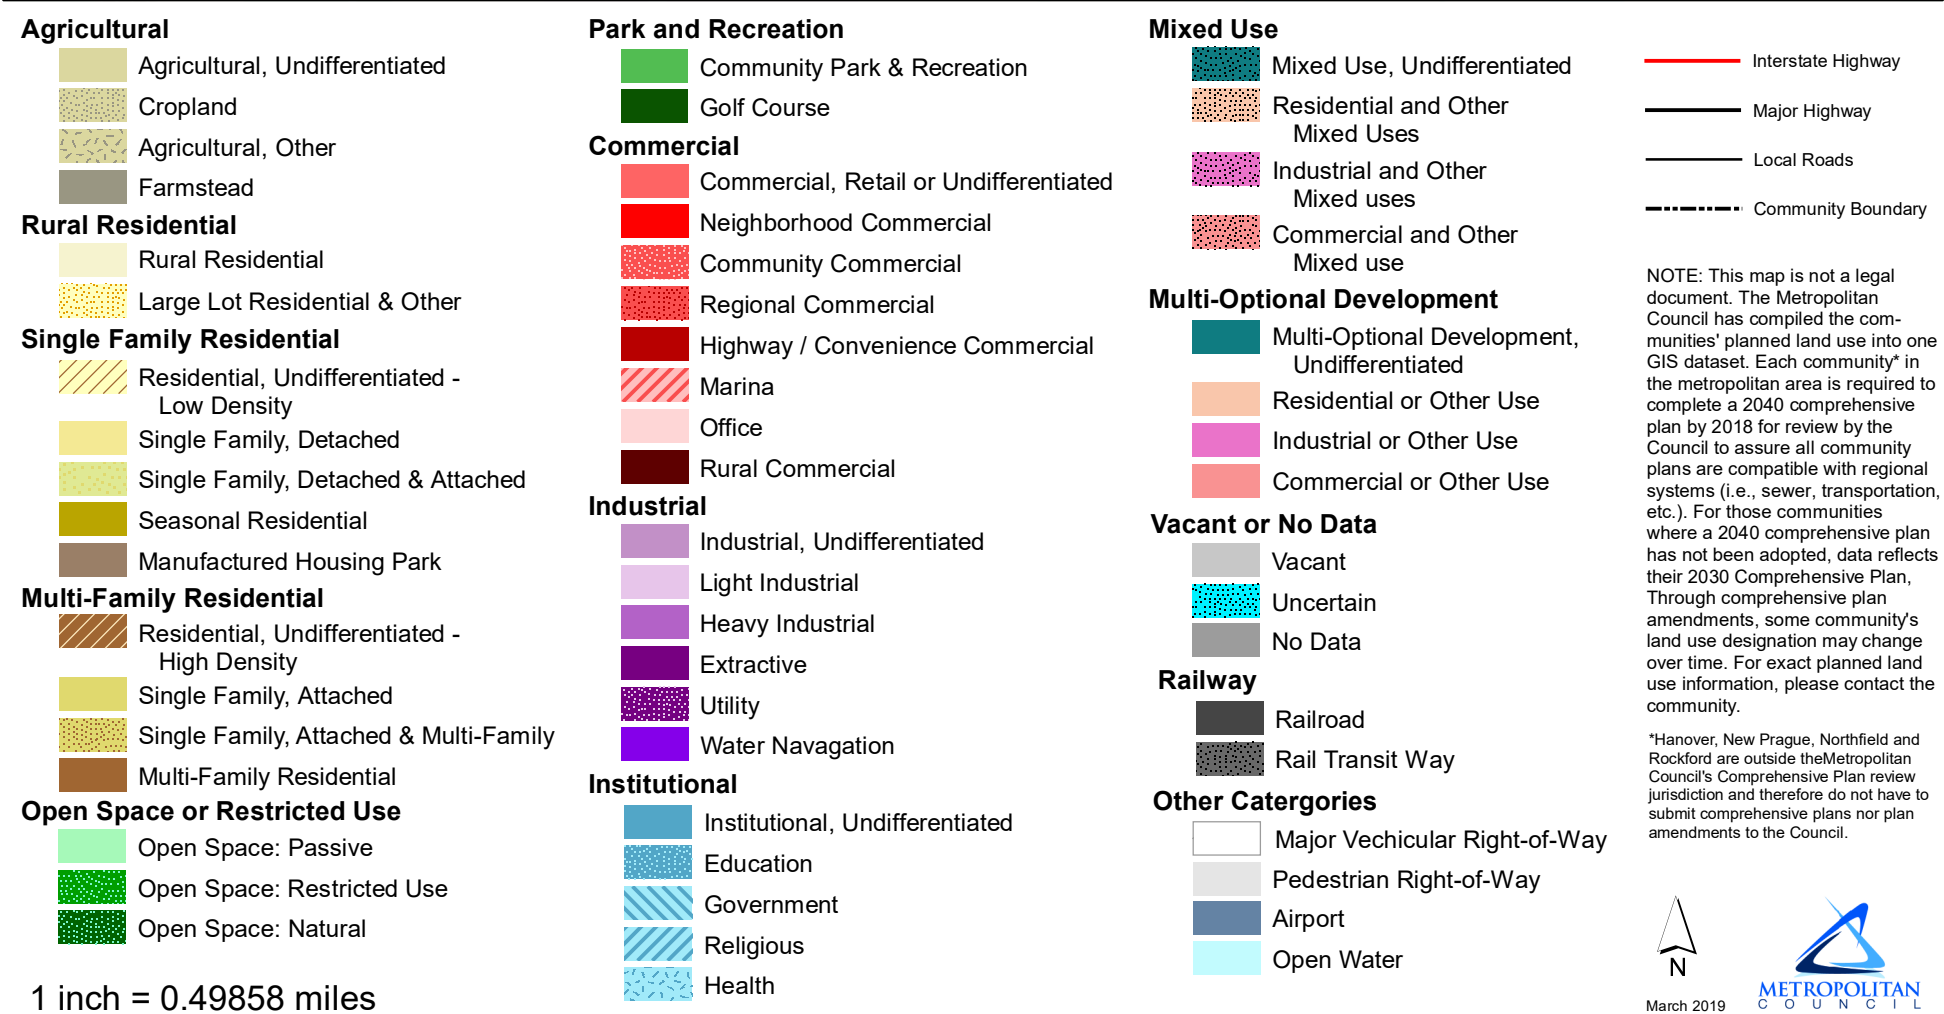 Agricultural
Agricultural, Undifferentiated
Cropland
Agricultural, Other
Farmstead
Rural Residential
Rural Residential
Large Lot Residential & Other
Single Family Residential
Residential, Undifferentiated -
Low Density
Single Family, Detached
Single Family, Detached & Attached
Seasonal Residential
Manufactured Housing Park
Multi-Family Residential
Residential, Undifferentiated -
High Density
Single Family, Attached
Single Family, Attached & Multi-Family
Multi-Family Residential
Open Space or Restricted Use
Open Space: Passive
Open Space: Restricted Use
Open Space: Natural
1 inch = 0.49858 miles
Park and Recreation
Community Park & Recreation
Golf Course
Commercial
Commercial, Retail or Undifferentiated
Neighborhood Commercial
Community Commercial
Regional Commercial
Highway / Convenience Commercial
Marina
Office
Rural Commercial
Industrial
Industrial, Undifferentiated
Light Industrial
Heavy Industrial
Extractive
Utility
Water Navagation
Institutional
Institutional, Undifferentiated
Education
Government
Religious
Health
Mixed Use
Mixed Use, Undifferentiated
Residential and Other
Mixed Uses
Industrial and Other
Mixed uses
Commercial and Other
Mixed use
Multi-Optional Development
Multi-Optional Development,
Undifferentiated
Residential or Other Use
Industrial or Other Use
Commercial or Other Use
Vacant or No Data
Vacant
Uncertain
No Data
Railway
Railroad
Rail Transit Way
Other Catergories
Major Vechicular Right-of-Way
Pedestrian Right-of-Way
Airport
Open Water
Interstate Highway
Major Highway
Local Roads
Community Boundary
NOTE: This map is not a legal
document. The Metropolitan
Council has compiled the com-
munities' planned land use into one
GIS dataset. Each community* in
the metropolitan area is required to
complete a 2040 comprehensive
plan by 2018 for review by the
Council to assure all community
plans are compatible with regional
systems (i.e., sewer, transportation,
etc.). For those communities
where a 2040 comprehensive plan
has not been adopted, data reflects
their 2030 Comprehensive Plan,
Through comprehensive plan
amendments, some community's
land use designation may change
over time. For exact planned land
use information, please contact the
community.
*Hanover, New Prague, Northfield and
Rockford are outside theMetropolitan
Council's Comprehensive Plan review
jurisdiction and therefore do not have to
submit comprehensive plans nor plan
amendments to the Council.
N
March 2019
METROPOLITAN
COUNCIL